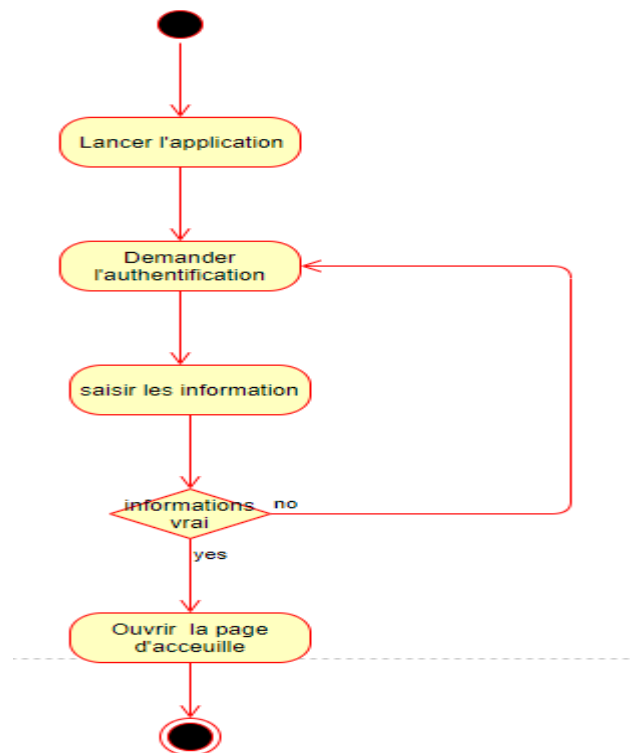 Lancer l'application
Demander
l'authentification
saisir les information
informations
vrai
no
yes
Ouvrir la page
d'acceuille